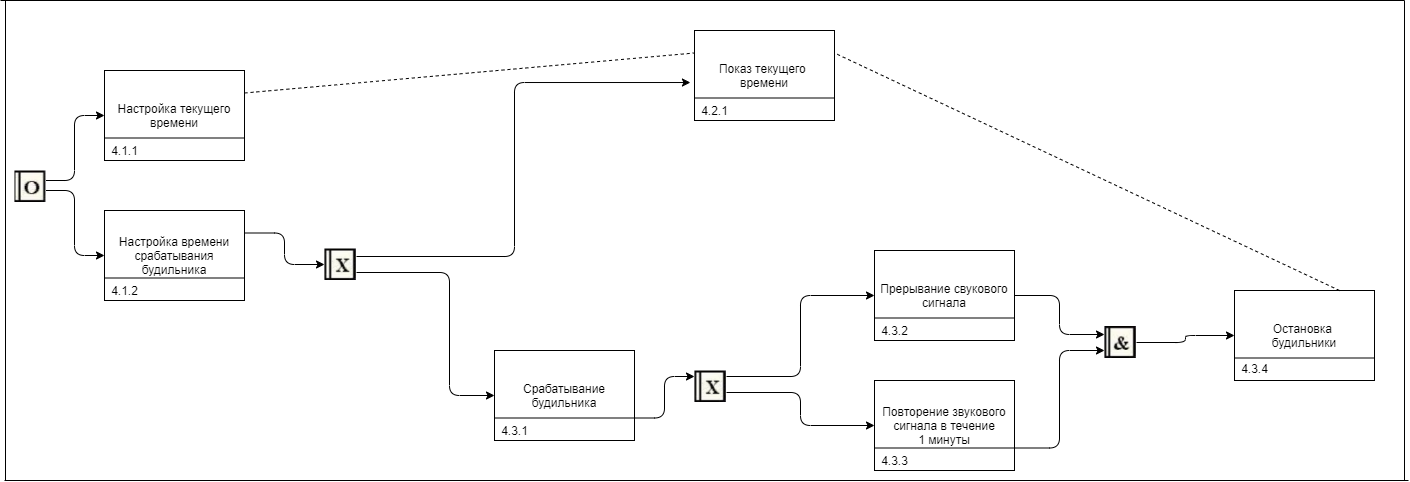 Настройка текущего
времени
4.1.1
Показ текущего
времени
4.2.1
O
Настройка времени
срабатывания
будильника
4.1.2
X
Срабатывание
будильника
4.3.1
X
Прерывание звукового
сигнала
4.3.2
Повторение звукового
сигнала в течение
1 минуты
4.3.3
&
Остановка
будильники
4.3.4